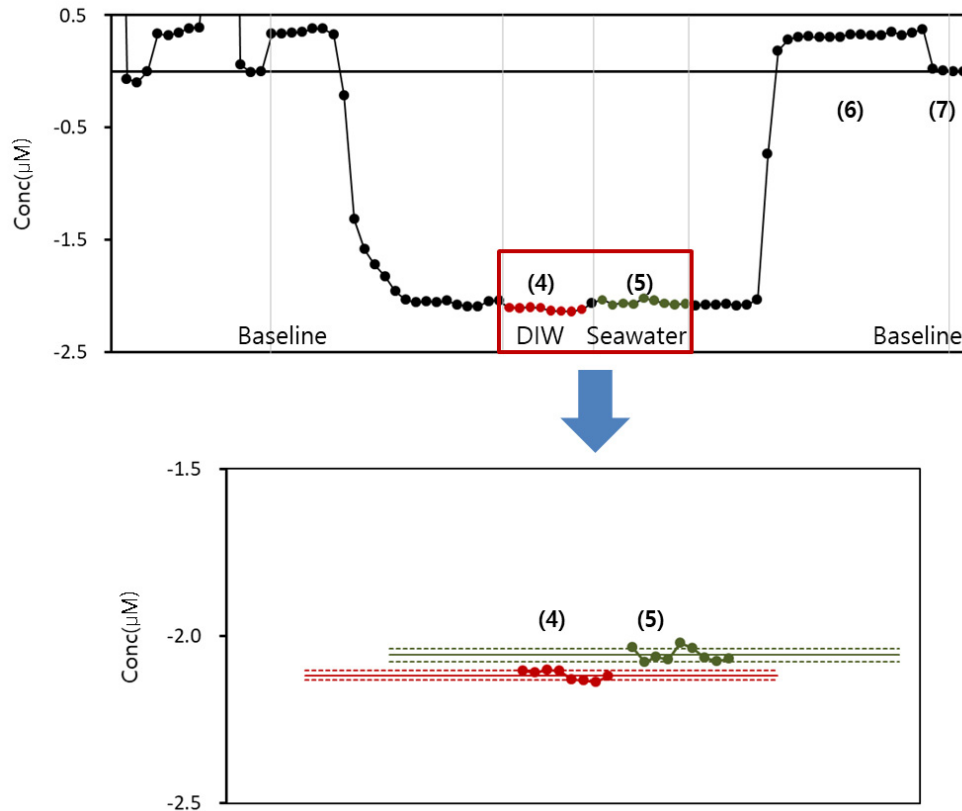 0.5
-0.5
-1.5
-2.5
Conc(μM)
(6)
(7)
(4)
(5)
Baseline
DIW
Seawater
Baseline
-1.5
-2.0
-2.5
Conc(μM)
(4)
(5)